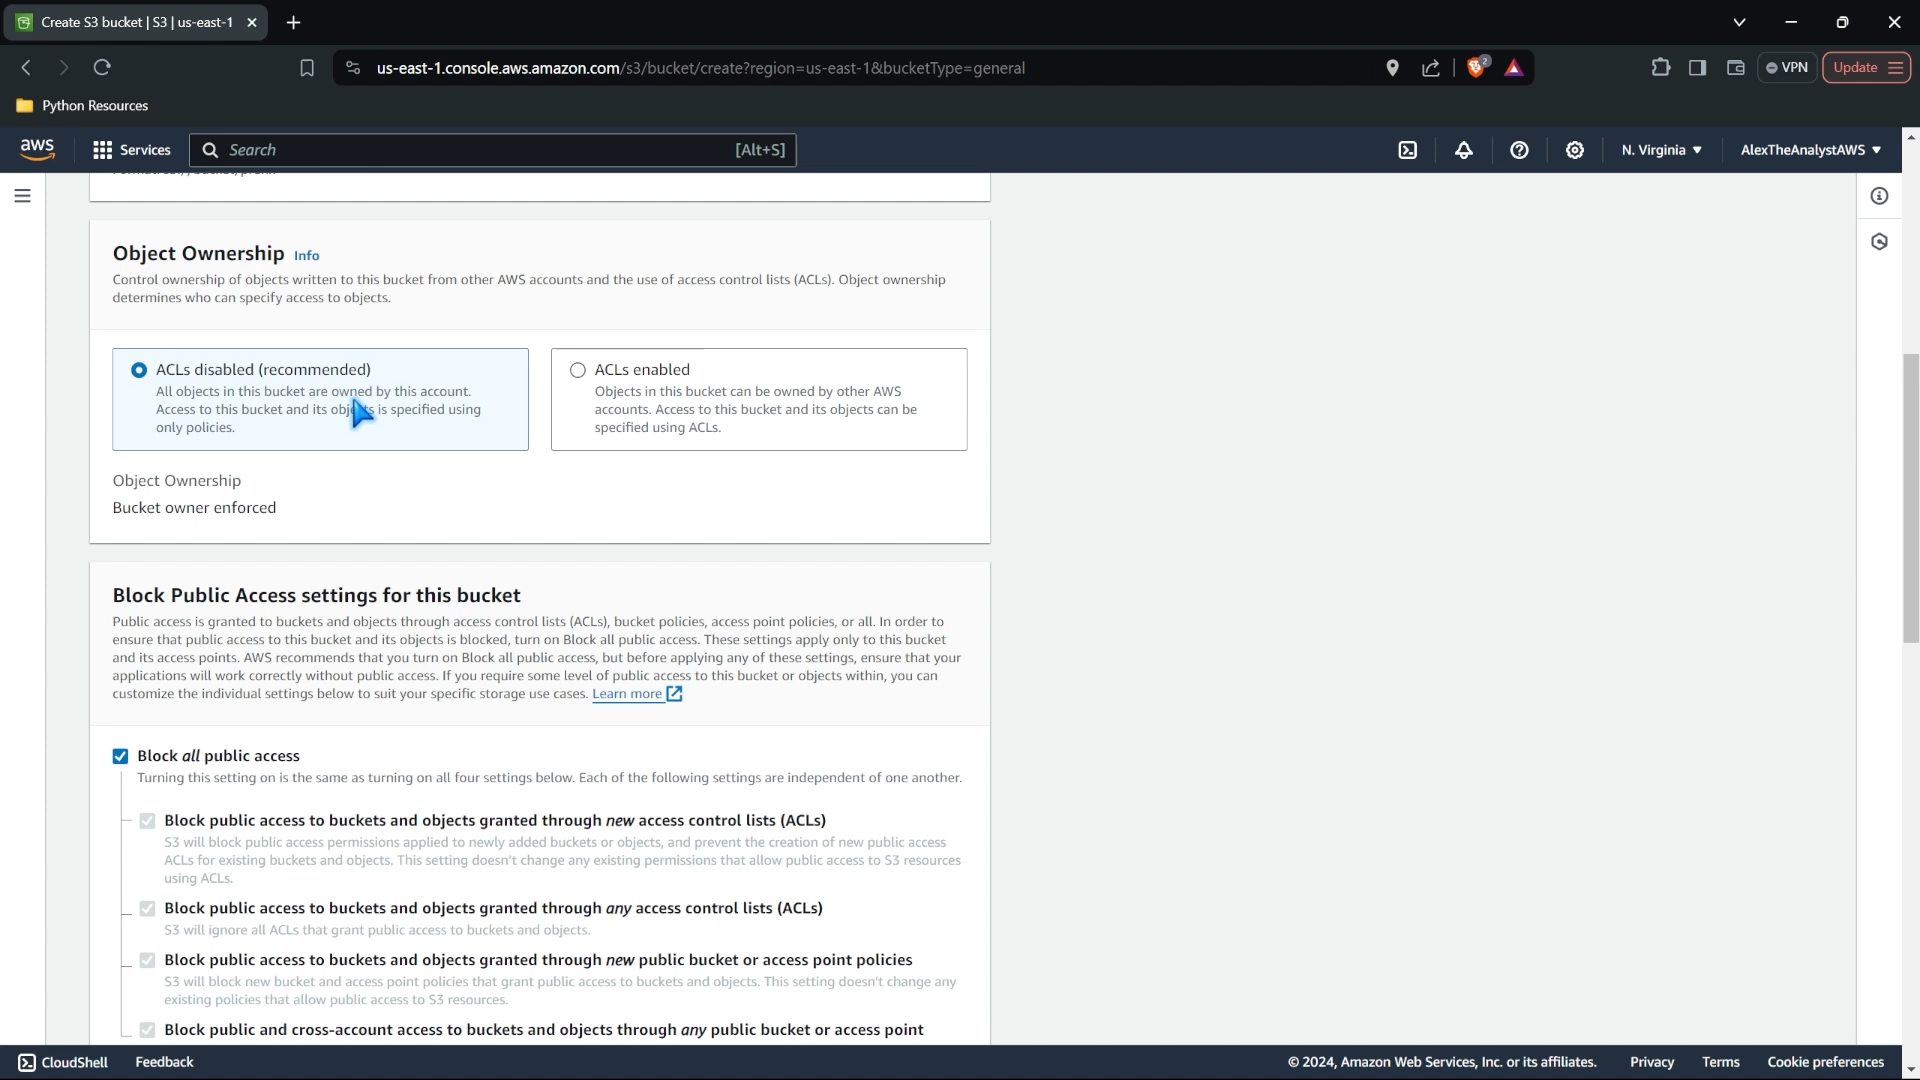 Create S3 bucket | S3 | us-east-1
us-east-1.console.aws.amazon.com/s3/bucket/create?region=us-east-1&bucketType=general
2
VPN
Update
Python Resources
aws
Services
Search
[Alt+S]
N. Virginia
AlexTheAnalystAWS
Object Ownership Info
Control ownership of objects written to this bucket from other AWS accounts and the use of access control lists (ACLs). Object ownership
determines who can specify access to objects.
ACLs disabled (recommended)
All objects in this bucket are owned by this account.
Access to this bucket and its objects is specified using
only policies.
ACLs enabled
Objects in this bucket can be owned by other AWS
accounts. Access to this bucket and its objects can be
specified using ACLs.
Object Ownership
Bucket owner enforced
Block Public Access settings for this bucket
Public access is granted to buckets and objects through access control lists (ACLs), bucket policies, access point policies, or all. In order to
ensure that public access to this bucket and its objects is blocked, turn on Block all public access. These settings apply only to this bucket
and its access points. AWS recommends that you turn on Block all public access, but before applying any of these settings, ensure that your
applications will work correctly without public access. If you require some level of public access to this bucket or objects within, you can
customize the individual settings below to suit your specific storage use cases. Learn more
Block all public access
Turning this setting on is the same as turning on all four settings below. Each of the following settings are independent of one another.
Block public access to buckets and objects granted through new access control lists (ACLs)
S3 will block public access permissions applied to newly added buckets or objects, and prevent the creation of new public access
ACLs for existing buckets and objects. This setting doesn't change any existing permissions that allow public access to S3 resources
using ACLs.
Block public access to buckets and objects granted through any access control lists (ACLs)
S3 will ignore all ACLs that grant public access to buckets and objects.
Block public access to buckets and objects granted through new public bucket or access point policies
S3 will block new bucket and access point policies that grant public access to buckets and objects. This setting doesn't change any
existing policies that allow public access to S3 resources.
Block public and cross-account access to buckets and objects through any public bucket or access point
CloudShell
Feedback
© 2024, Amazon Web Services, Inc. or its affiliates.
Privacy
Terms
Cookie preferences